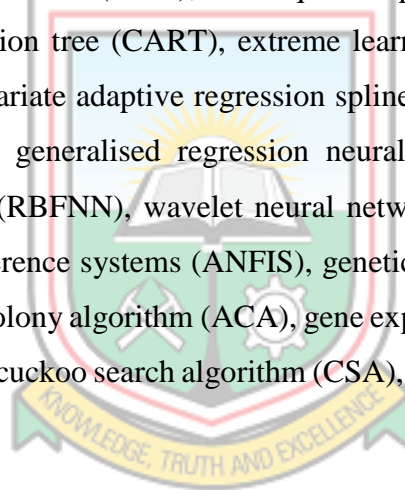 ion tree (CART), extreme learn
ariate adaptive regression spline
generalised regression neural
(RBFNN), wavelet neural netw
erence systems (ANFIS), genetic
olony algorithm (ACA), gene exp
cuckoo search algorithm (CSA),
KNOWLEDGE, TRUTH AND EXCELLENCE